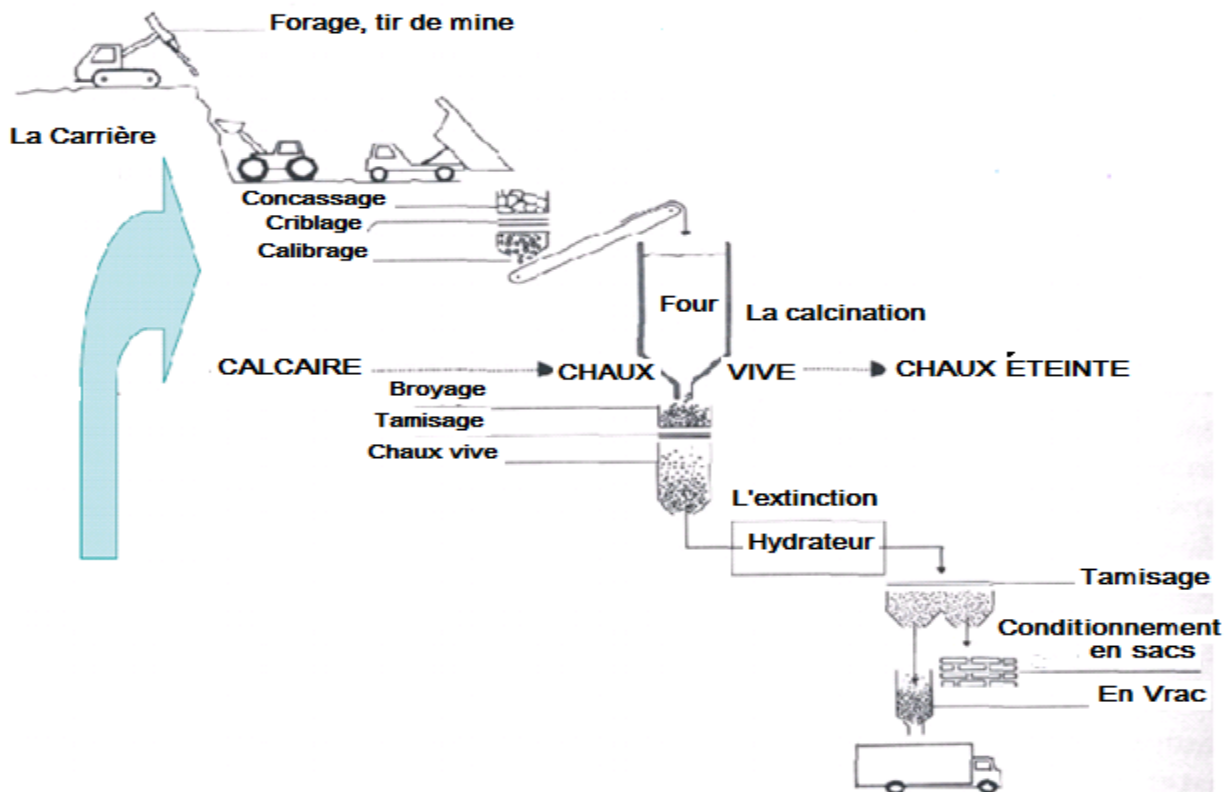 Forage, tir de mine
La Carrière
Concassage
Criblage
Calibrage
Four
La calcination
CALCAIRE CHAUX VIVE CHAUX ÉTEINTE
Broyage
Tamisage
Chaux vive
L'extinction
Hydrateur
Tamisage
Conditionnement
en sacs
En Vrac